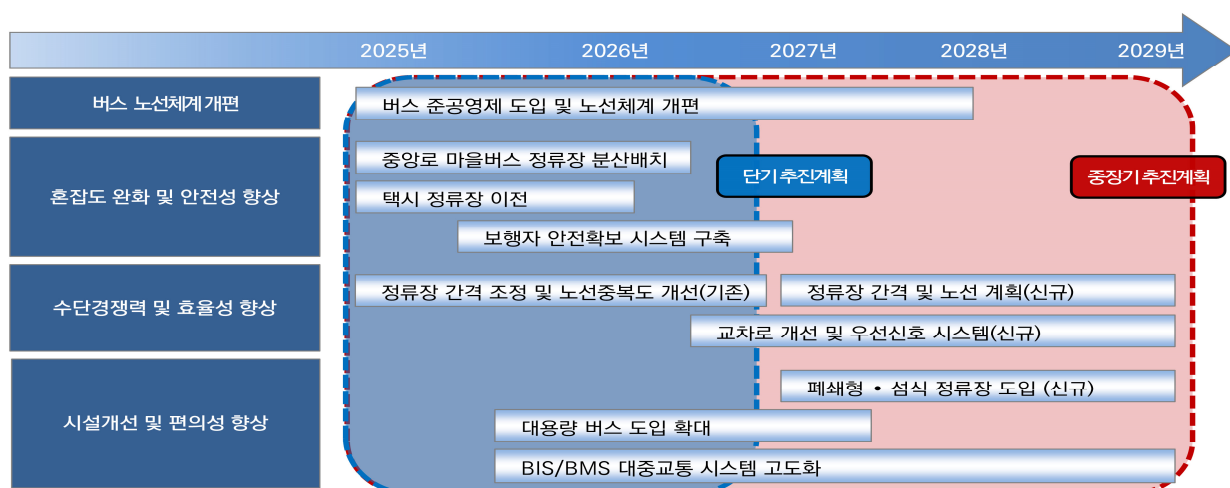 2025년 2026년 2027년 2028년 2029년
버스 노선체계 개편
버스 준공영제 도입 및 노선체계 개편
혼잡도 완화 및 안전성 향상
중앙로 마을버스 정류장 분산배치
단기 추진계획
중장기 추진계획
택시 정류장 이전
보행자 안전확보 시스템 구축
수단경쟁력 및 효율성 향상
정류장 간격 조정 및 노선중복도 개선(기존)
정류장 간격 및 노선 계획(신규)
교차로 개선 및 우선신호 시스템(신규)
시설개선 및 편의성 향상
폐쇄형 • 섬식 정류장 도입 (신규)
대용량 버스 도입 확대
BIS/BMS 대중교통 시스템 고도화